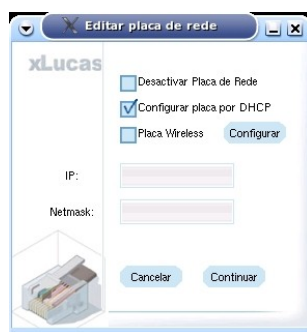 Editar placa de rede
xLucas
Desactivar Placa de Rede
Configurar placa por DHCP
Placa Wireless Configurar
IP:
Netmask:
Cancelar Continuar